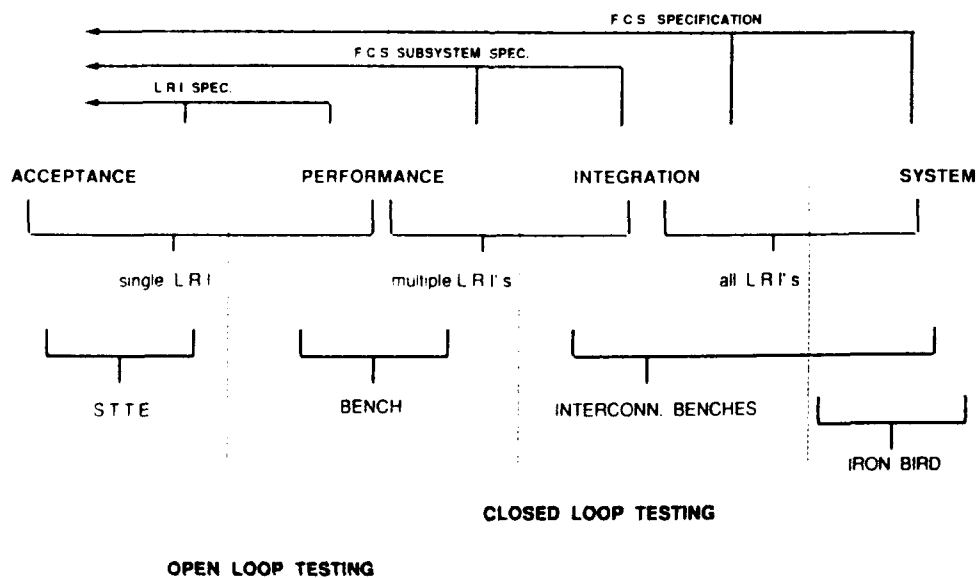 FCS SPECIFICATION
FCS SUBSYSTEM SPEC.
LRI SPEC.
ACCEPTANCE PERFORMANCE INTEGRATION SYSTEM
single LRI multiple LRI's all LRI's
STTE BENCH INTERCONN. BENCHES
IRON BIRD
CLOSED LOOP TESTING
OPEN LOOP TESTING